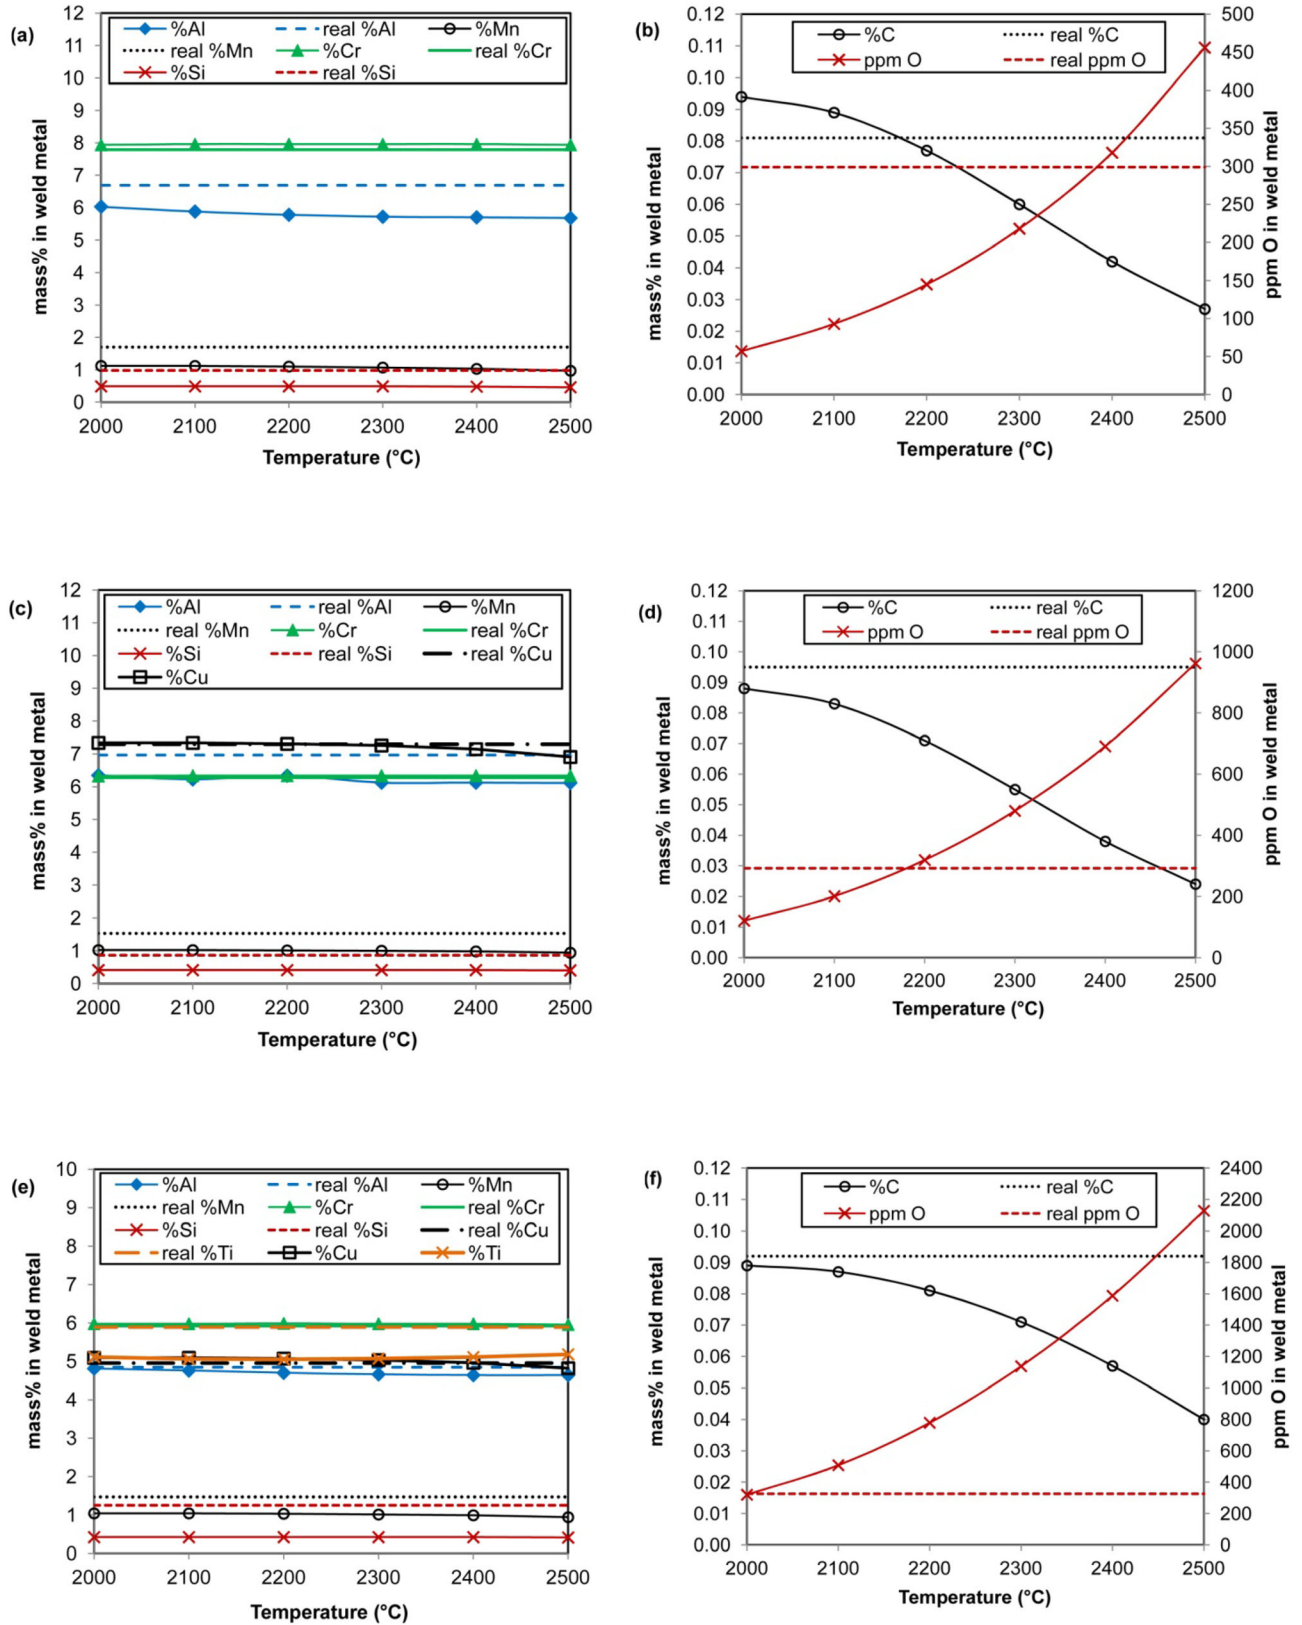 (a)
12
11
10
9
8
7
6
5
4
3
2
1
0
mass% in weld metal
%Al real %Al %Mn
real %Mn %Cr real %Cr
%Si real %Si
2000 2100 2200 2300 2400 2500
Temperature (°C)
(b)
0.12
0.11
0.10
0.09
0.08
0.07
0.06
0.05
0.04
0.03
0.02
0.01
0.00
mass% in weld metal
%C real %C
ppm O real ppm O
500
450
400
350
300
250
200
150
100
50
0
ppm O in weld metal
2000 2100 2200 2300 2400 2500
Temperature (°C)
(c)
12
11
10
9
8
7
6
5
4
3
2
1
0
mass% in weld metal
%Al real %Al %Mn
real %Mn %Cr real %Cr
%Si real %Si real %Cu
%Cu
2000 2100 2200 2300 2400 2500
Temperature (°C)
(d)
0.12
0.11
0.10
0.09
0.08
0.07
0.06
0.05
0.04
0.03
0.02
0.01
0.00
mass% in weld metal
%C real %C
ppm O real ppm O
1200
1000
800
600
400
200
0
ppm O in weld metal
2000 2100 2200 2300 2400 2500
Temperature (°C)
(e)
10
9
8
7
6
5
4
3
2
1
0
mass% in weld metal
%Al real %Al %Mn
real %Mn %Cr real %Cr
%Si real %Si real %Cu
real %Ti %Cu %Ti
2000 2100 2200 2300 2400 2500
Temperature (°C)
(f)
0.12
0.11
0.10
0.09
0.08
0.07
0.06
0.05
0.04
0.03
0.02
0.01
0.00
mass% in weld metal
%C real %C
ppm O real ppm O
2400
2200
2000
1800
1600
1400
1200
1000
800
600
400
200
0
ppm O in weld metal
2000 2100 2200 2300 2400 2500
Temperature (°C)